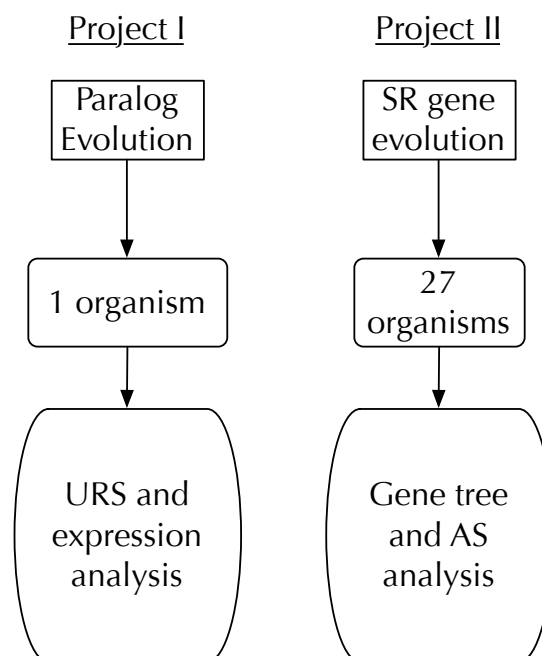 Project I
Paralog
Evolution
1 organism
URS and
expression
analysis
Project II
SR gene
evolution
27
organisms
Gene tree
and AS
analysis